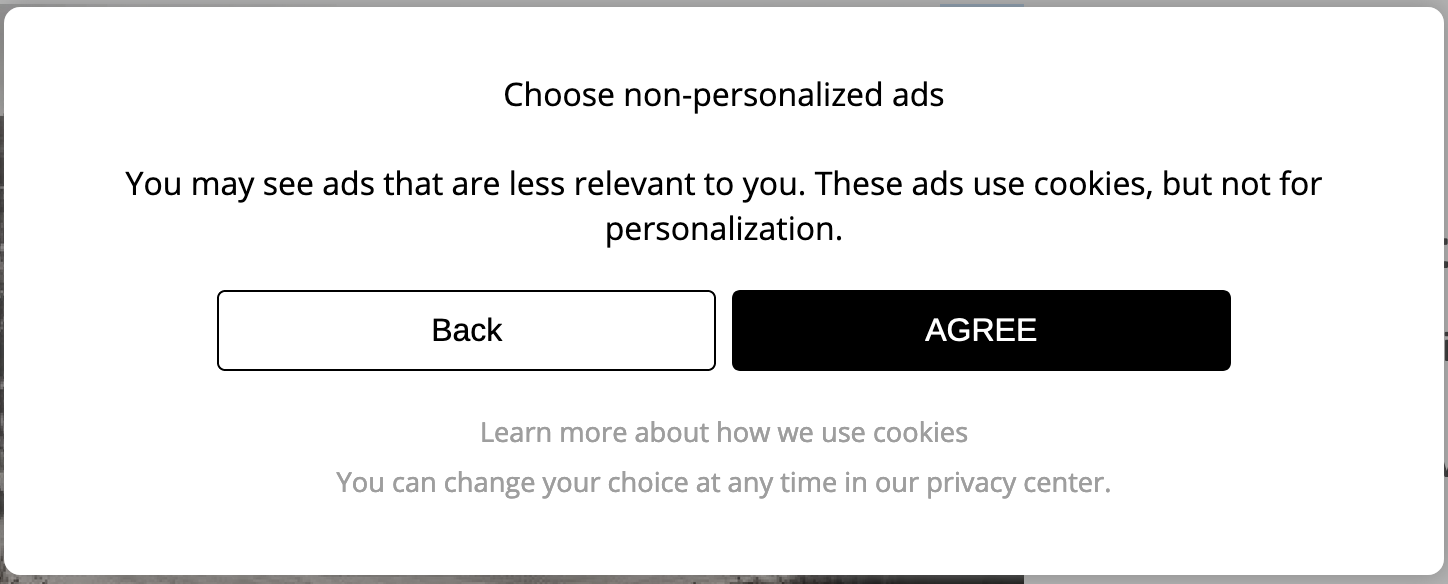 Choose non-personalized ads
You may see ads that are less relevant to you. These ads use cookies, but not for
personalization.
Back
AGREE
Learn more about how we use cookies
You can change your choice at any time in our privacy center.